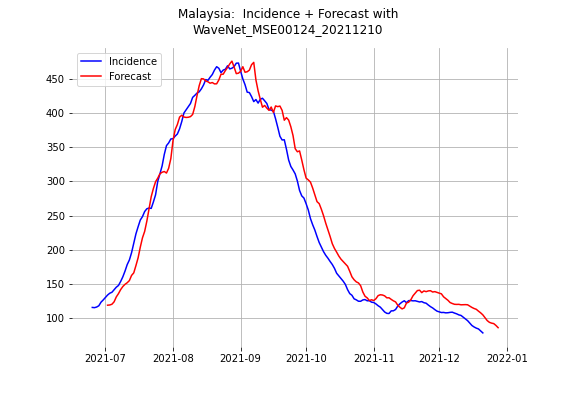 Malaysia:  Incidence + Forecast with
WaveNet_MSE00124_20211210
Incidence
Forecast
450
400
350
300
250
200
150
100
2021-07 2021-08 2021-09 2021-10 2021-11 2021-12 2022-01